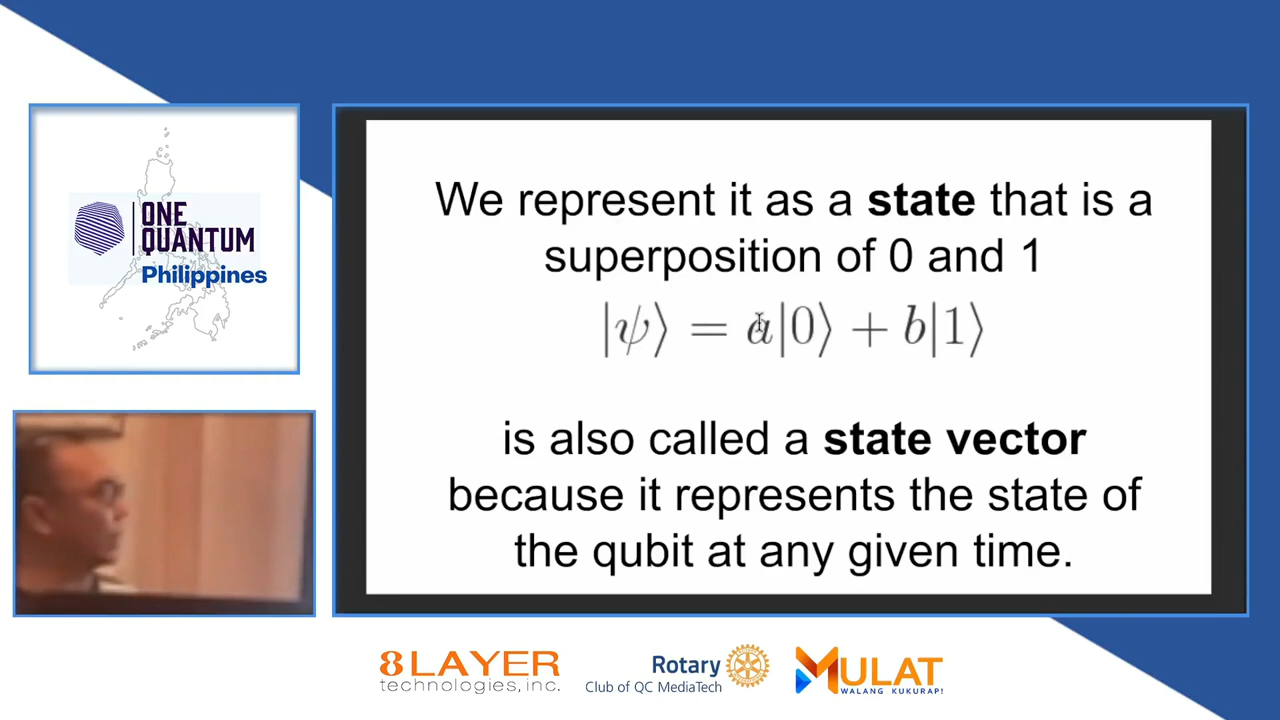 ONE
QUANTUM
Philippines
We represent it as a state that is a
superposition of 0 and 1
|ψ⟩ = a|0⟩ + b|1⟩
is also called a state vector
because it represents the state of
the qubit at any given time.
8LAYER
technologies, inc.
Rotary
Club of QC MediaTech
MULAT
WALANG KUKURAP!